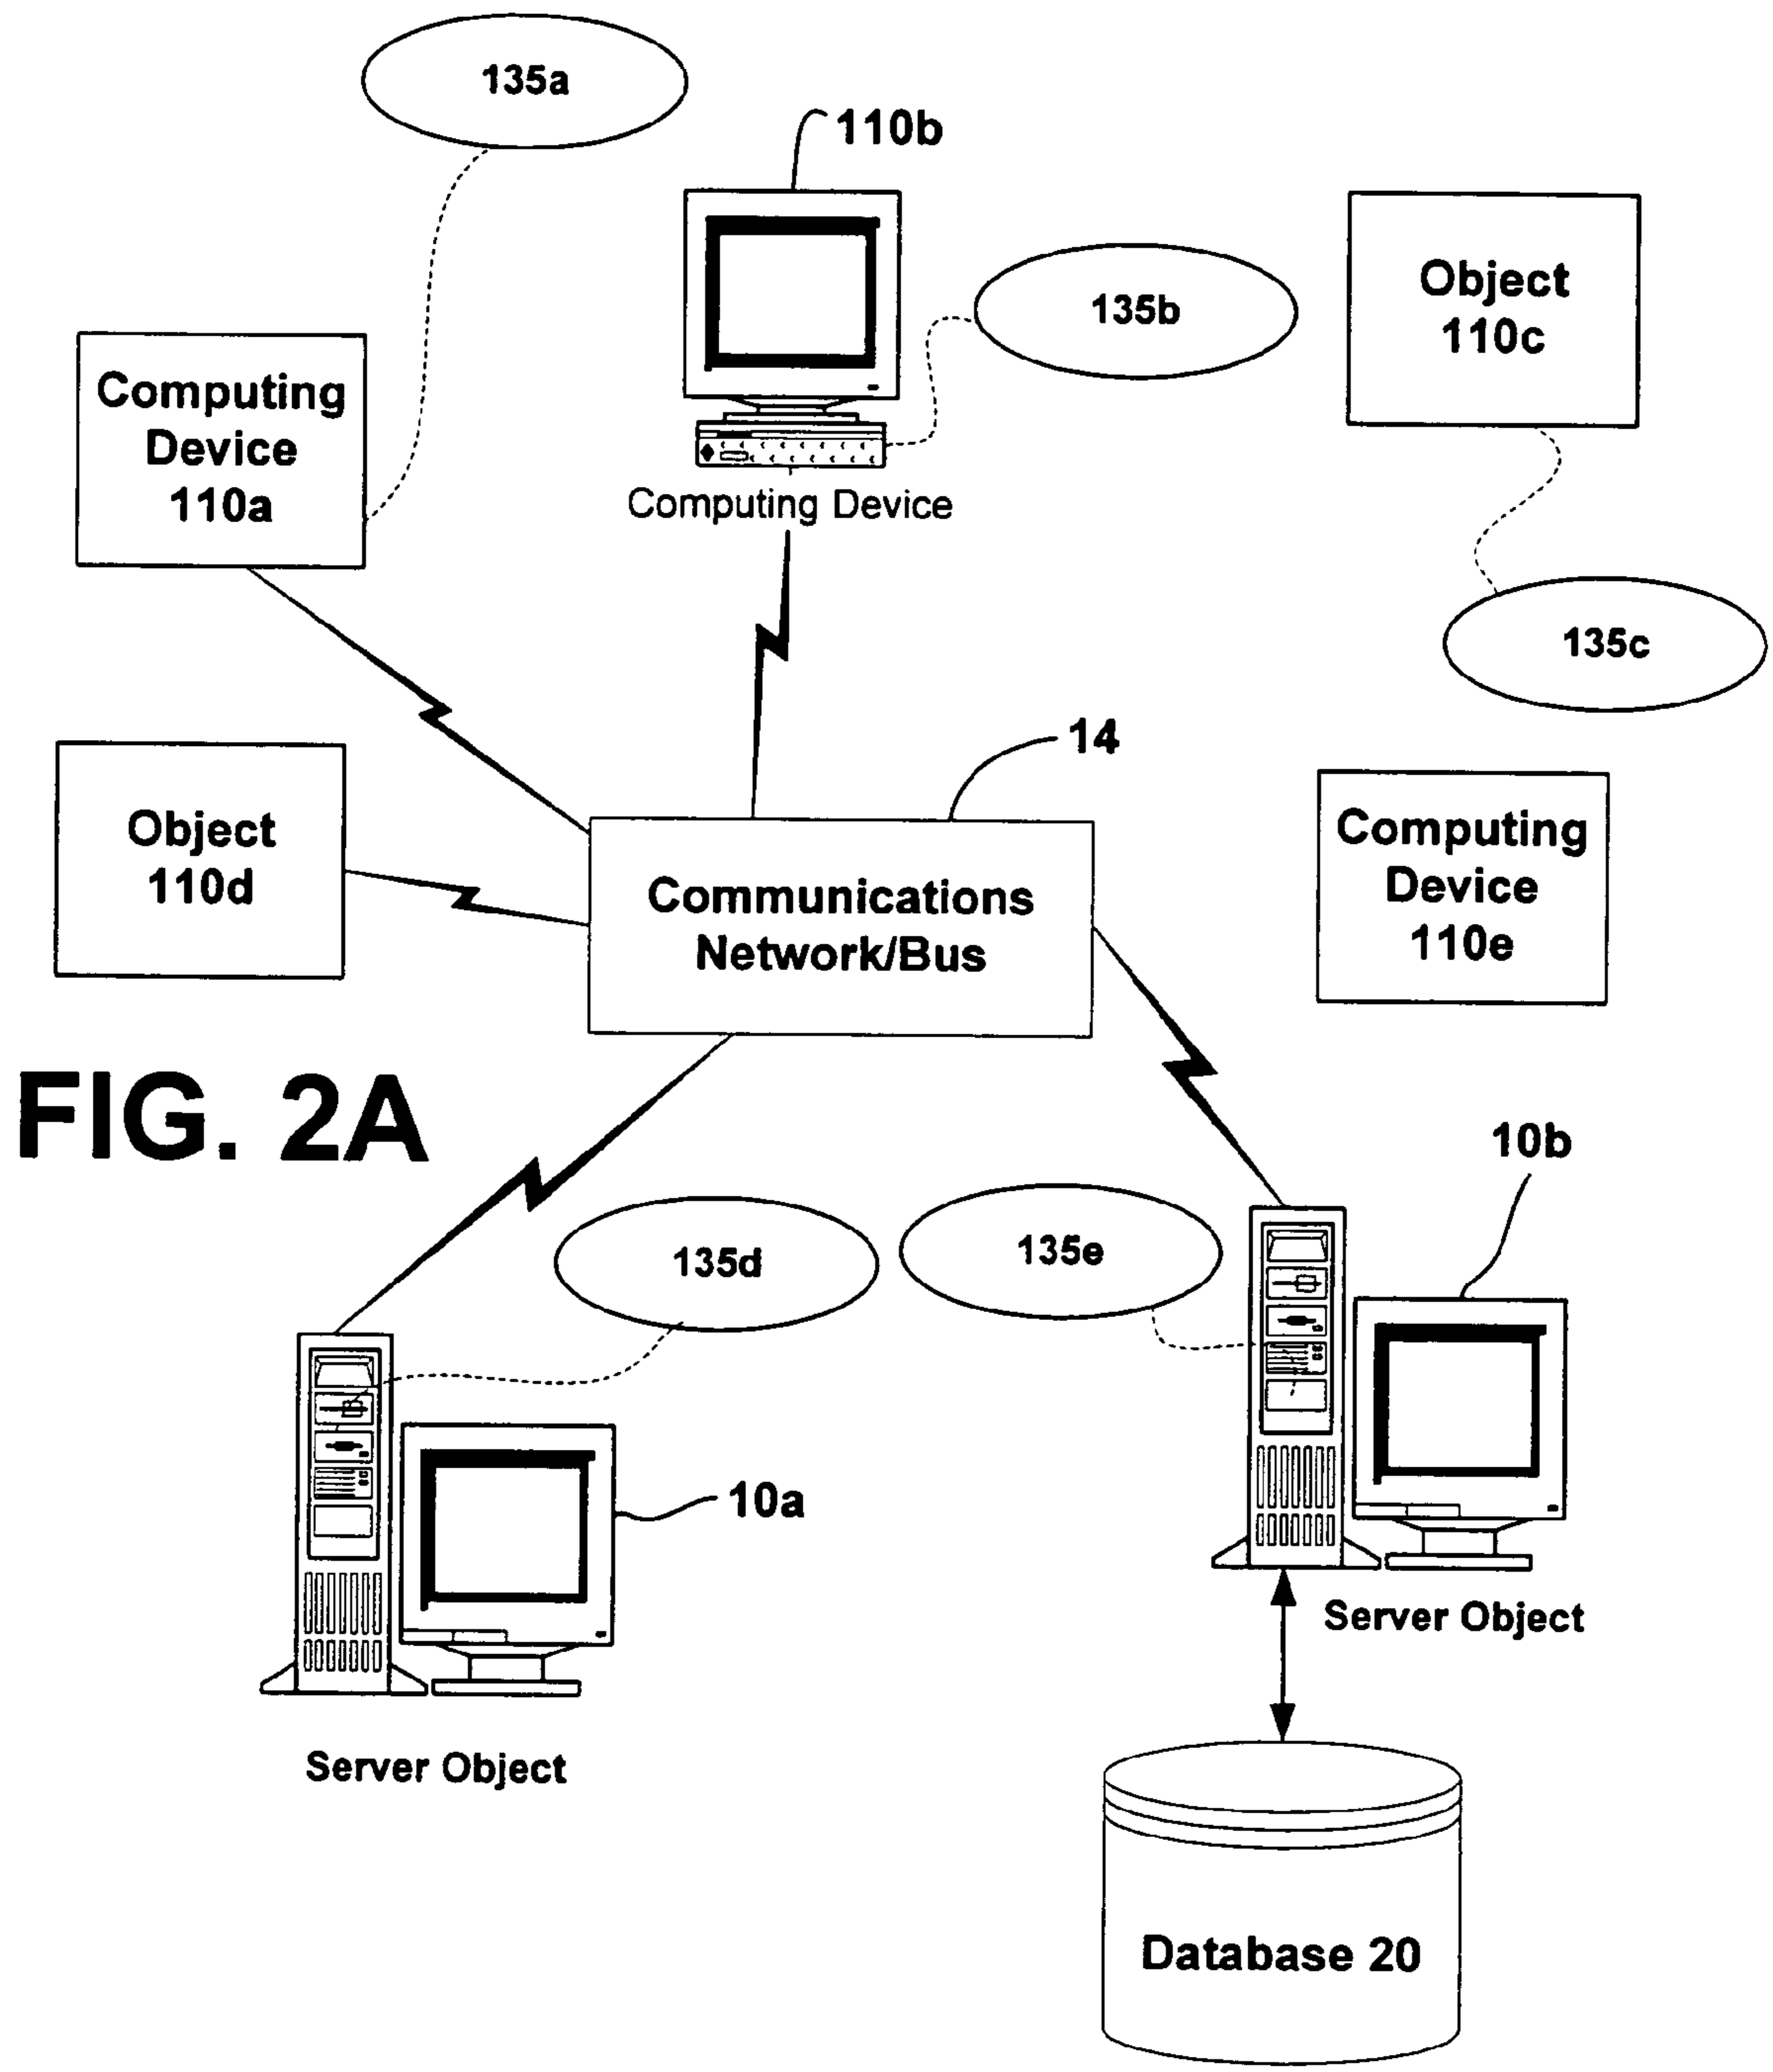 135a
110b
135b
Object
110c
Computing
Device
110a
Computing Device
135c
14
Object
110d
Computing
Device
110e
Communications
Network/Bus
FIG. 2A
10b
135d
135e
10a
Server Object
Server Object
Database 20